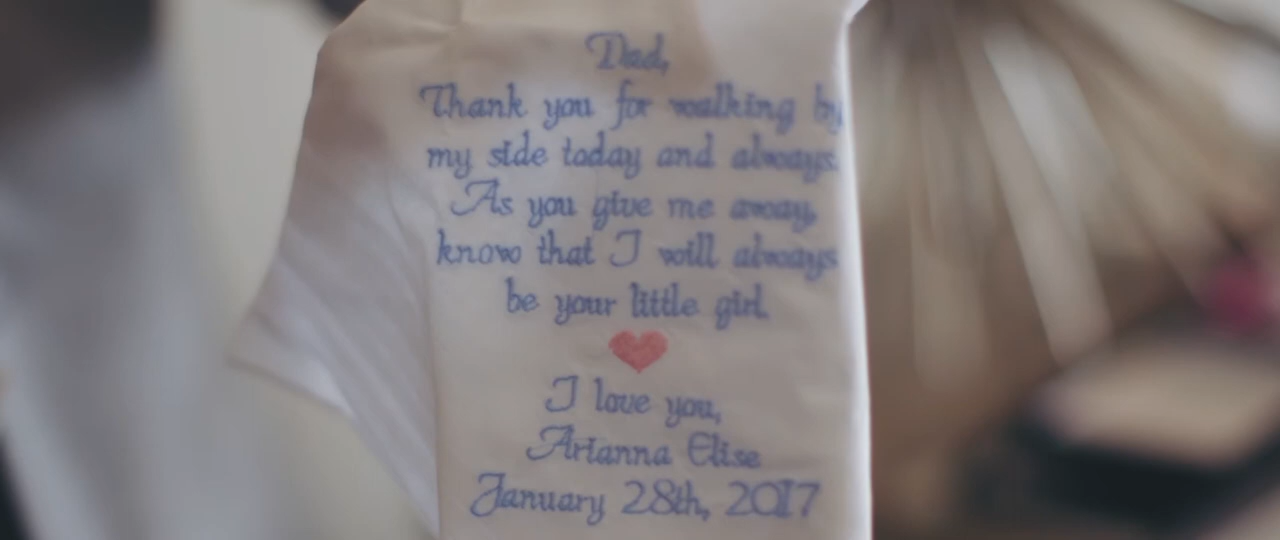 Dad,
Thank you for walking by
my side today and always.
As you give me away,
know that I will always
be your little girl.
I love you,
Arianna Elise
January 28th, 2017